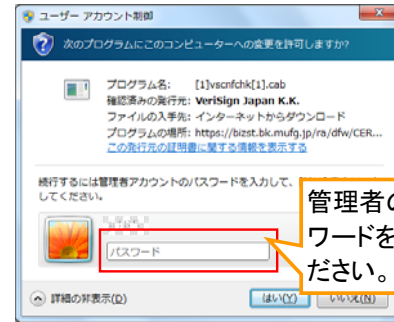 ユーザー アカウント制御
次のプログラムにこのコンピューターへの変更を許可しますか?
プログラム名: [1]vscnfchk[1].cab
確認済みの発行元: VeriSign Japan K.K.
ファイルの入手先: インターネットからダウンロード
プログラムの場所: https://bizst.bk.mufg.jp/ra/dfw/CER...
この発行元の証明書に関する情報を表示する
続行するには管理者アカウントのパスワードを入力して、
してください。
管理者の
ワードを
ださい。
パスワード
詳細の非表示(D)
はい(Y)
いいえ(N)